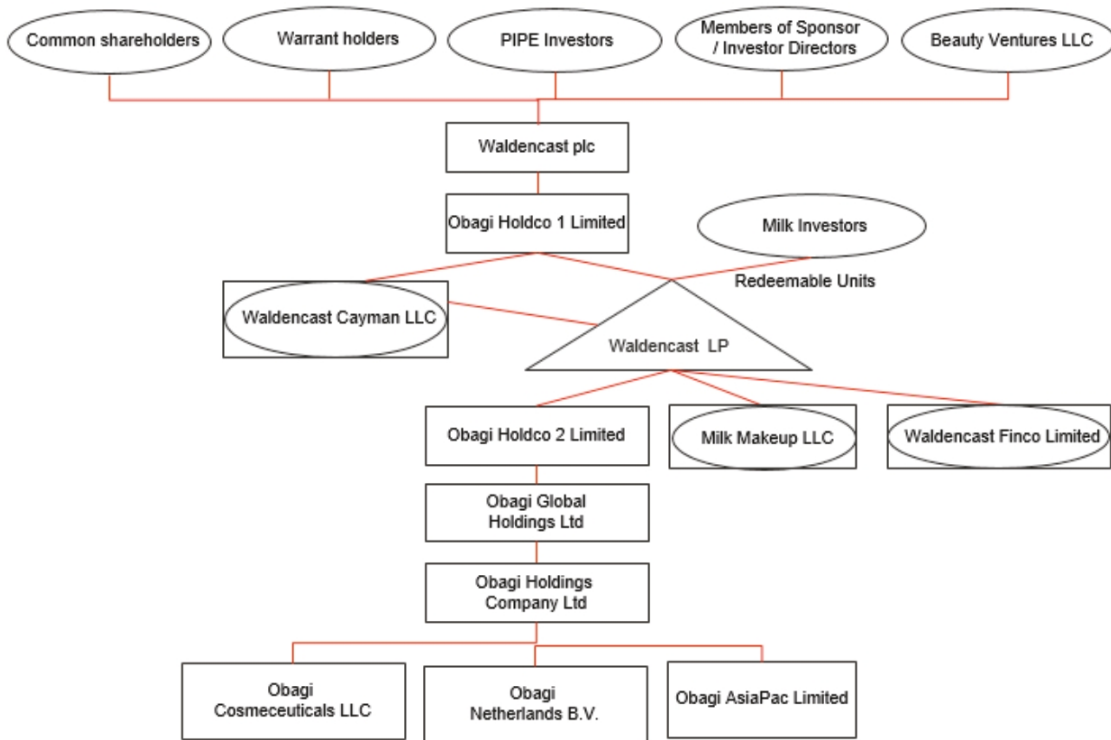 Common shareholders
Warrant holders
PIPE Investors
Members of Sponsor
/ Investor Directors
Beauty Ventures LLC
Waldencast plc
Obagi Holdco 1 Limited
Milk Investors
Redeemable Units
Waldencast Cayman LLC
Waldencast LP
Obagi Holdco 2 Limited
Milk Makeup LLC
Waldencast Finco Limited
Obagi Global
Holdings Ltd
Obagi Holdings
Company Ltd
Obagi
Cosmeceuticals LLC
Obagi
Netherlands B.V.
Obagi AsiaPac Limited